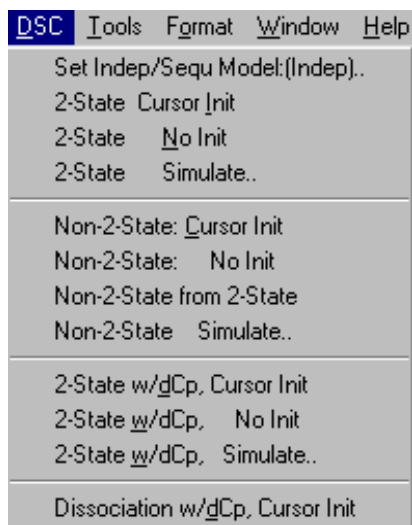 DSC Tools Format Window Help
Set Indep/Sequ Model:(Indep)..
2-State Cursor Init
2-State No Init
2-State Simulate..
Non-2-State: Cursor Init
Non-2-State: No Init
Non-2-State from 2-State
Non-2-State Simulate..
2-State w/dCp, Cursor Init
2-State w/dCp, No Init
2-State w/dCp, Simulate..
Dissociation w/dCp, Cursor Init